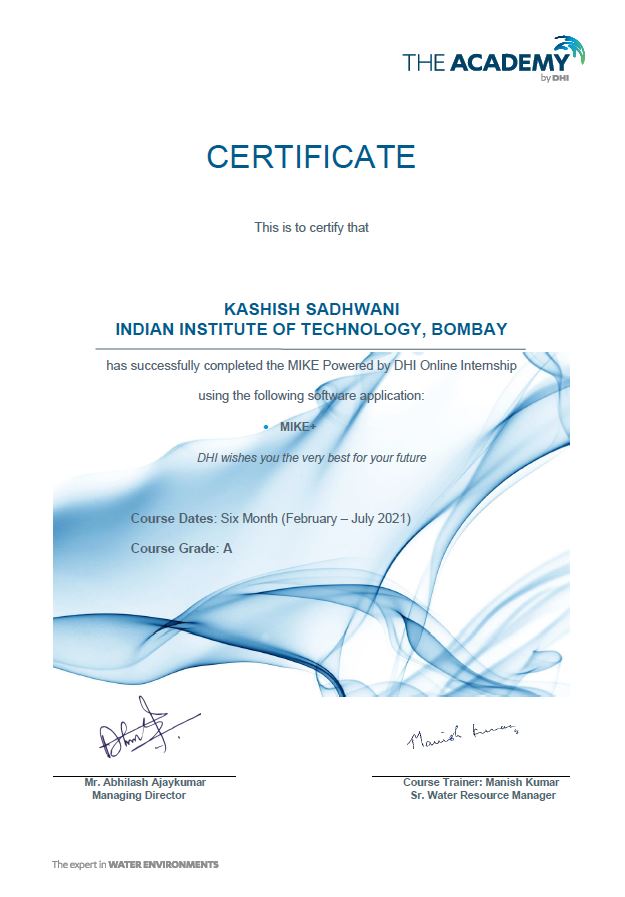 THE ACADEMY
by DHI
CERTIFICATE
This is to certify that
KASHISH SADHWANI
INDIAN INSTITUTE OF TECHNOLOGY, BOMBAY
has successfully completed the MIKE Powered by DHI Online Internship
using the following software application:
• MIKE+
DHI wishes you the very best for your future
Course Dates: Six Month (February – July 2021)
Course Grade: A
Manish Kumar
Mr. Abhilash Ajaykumar
Managing Director
Course Trainer: Manish Kumar
Sr. Water Resource Manager
The expert in WATER ENVIRONMENTS